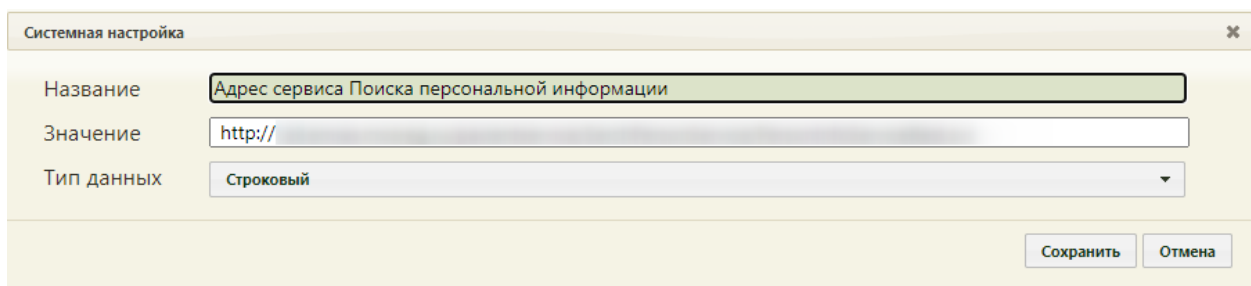 Системная настройка
Название Адрес сервиса Поиска персональной информации
Значение http://
Тип данных Строковый
Сохранить Отмена